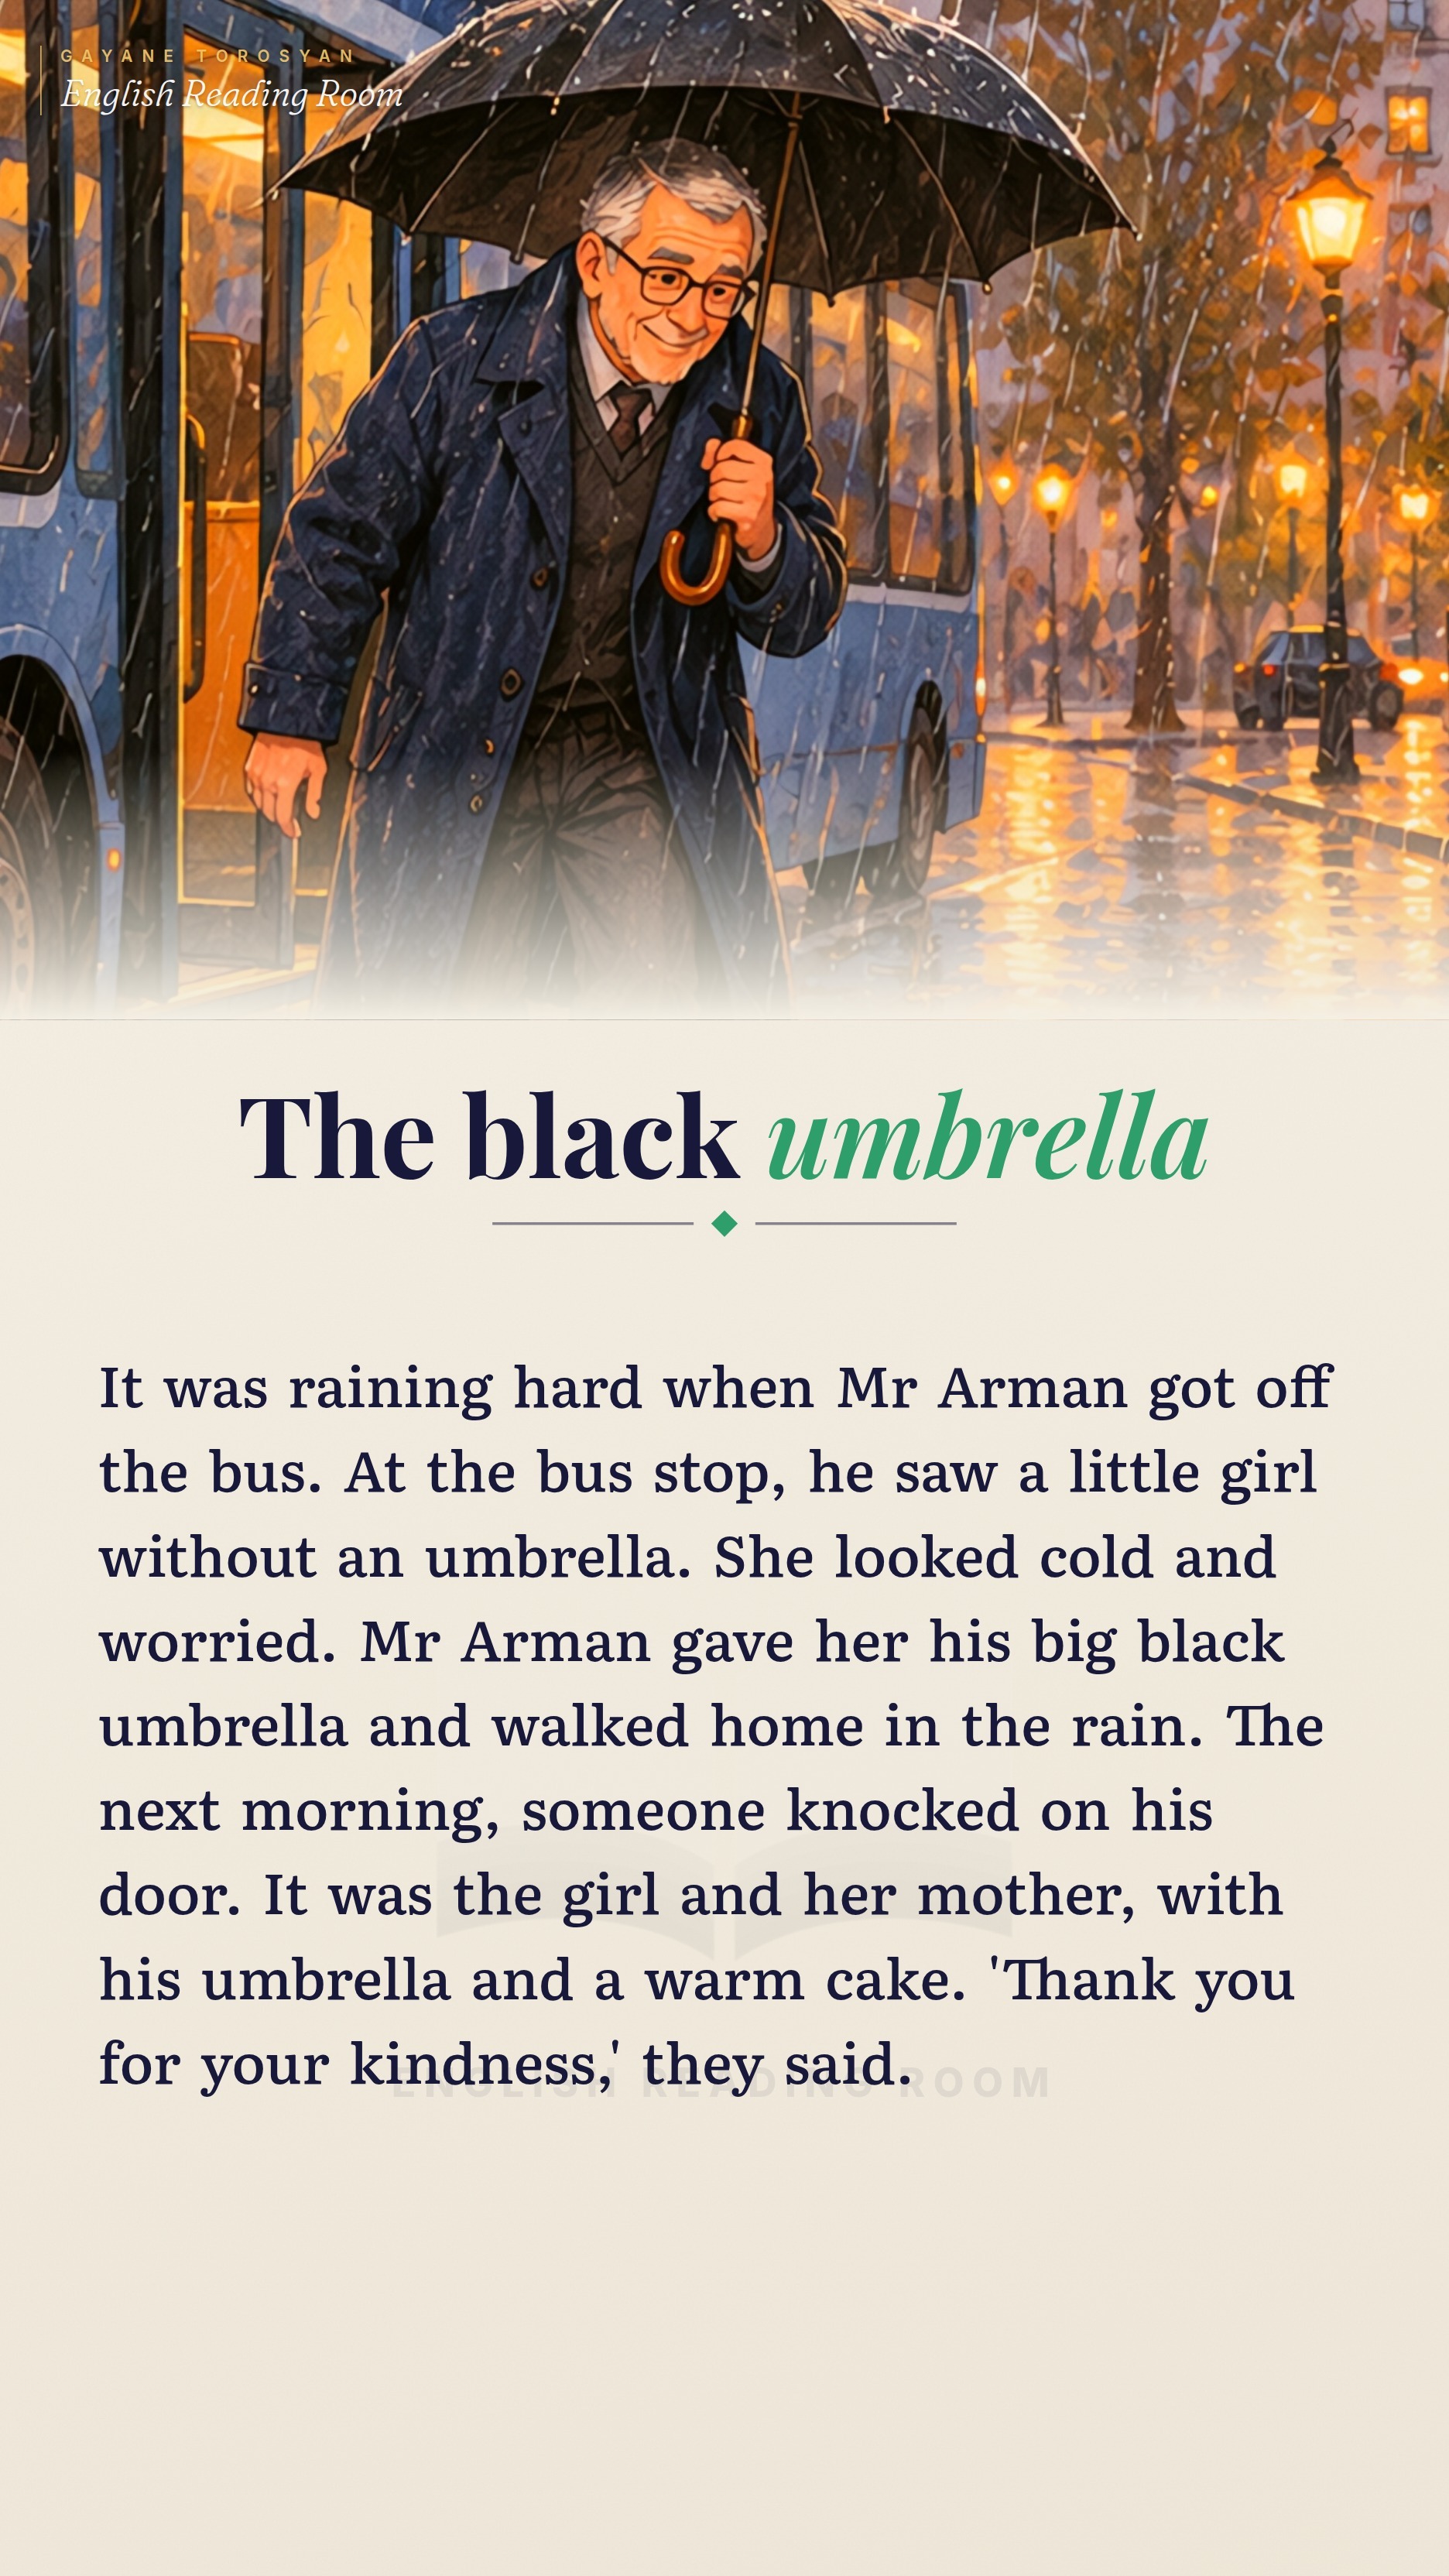 GAYANE TOROSYAN
English Reading Room
The black umbrella
It was raining hard when Mr Arman got off
the bus. At the bus stop, he saw a little girl
without an umbrella. She looked cold and
worried. Mr Arman gave her his big black
umbrella and walked home in the rain. The
next morning, someone knocked on his
door. It was the girl and her mother, with
his umbrella and a warm cake. 'Thank you
for your kindness,' they said.
ENGLISH READING ROOM